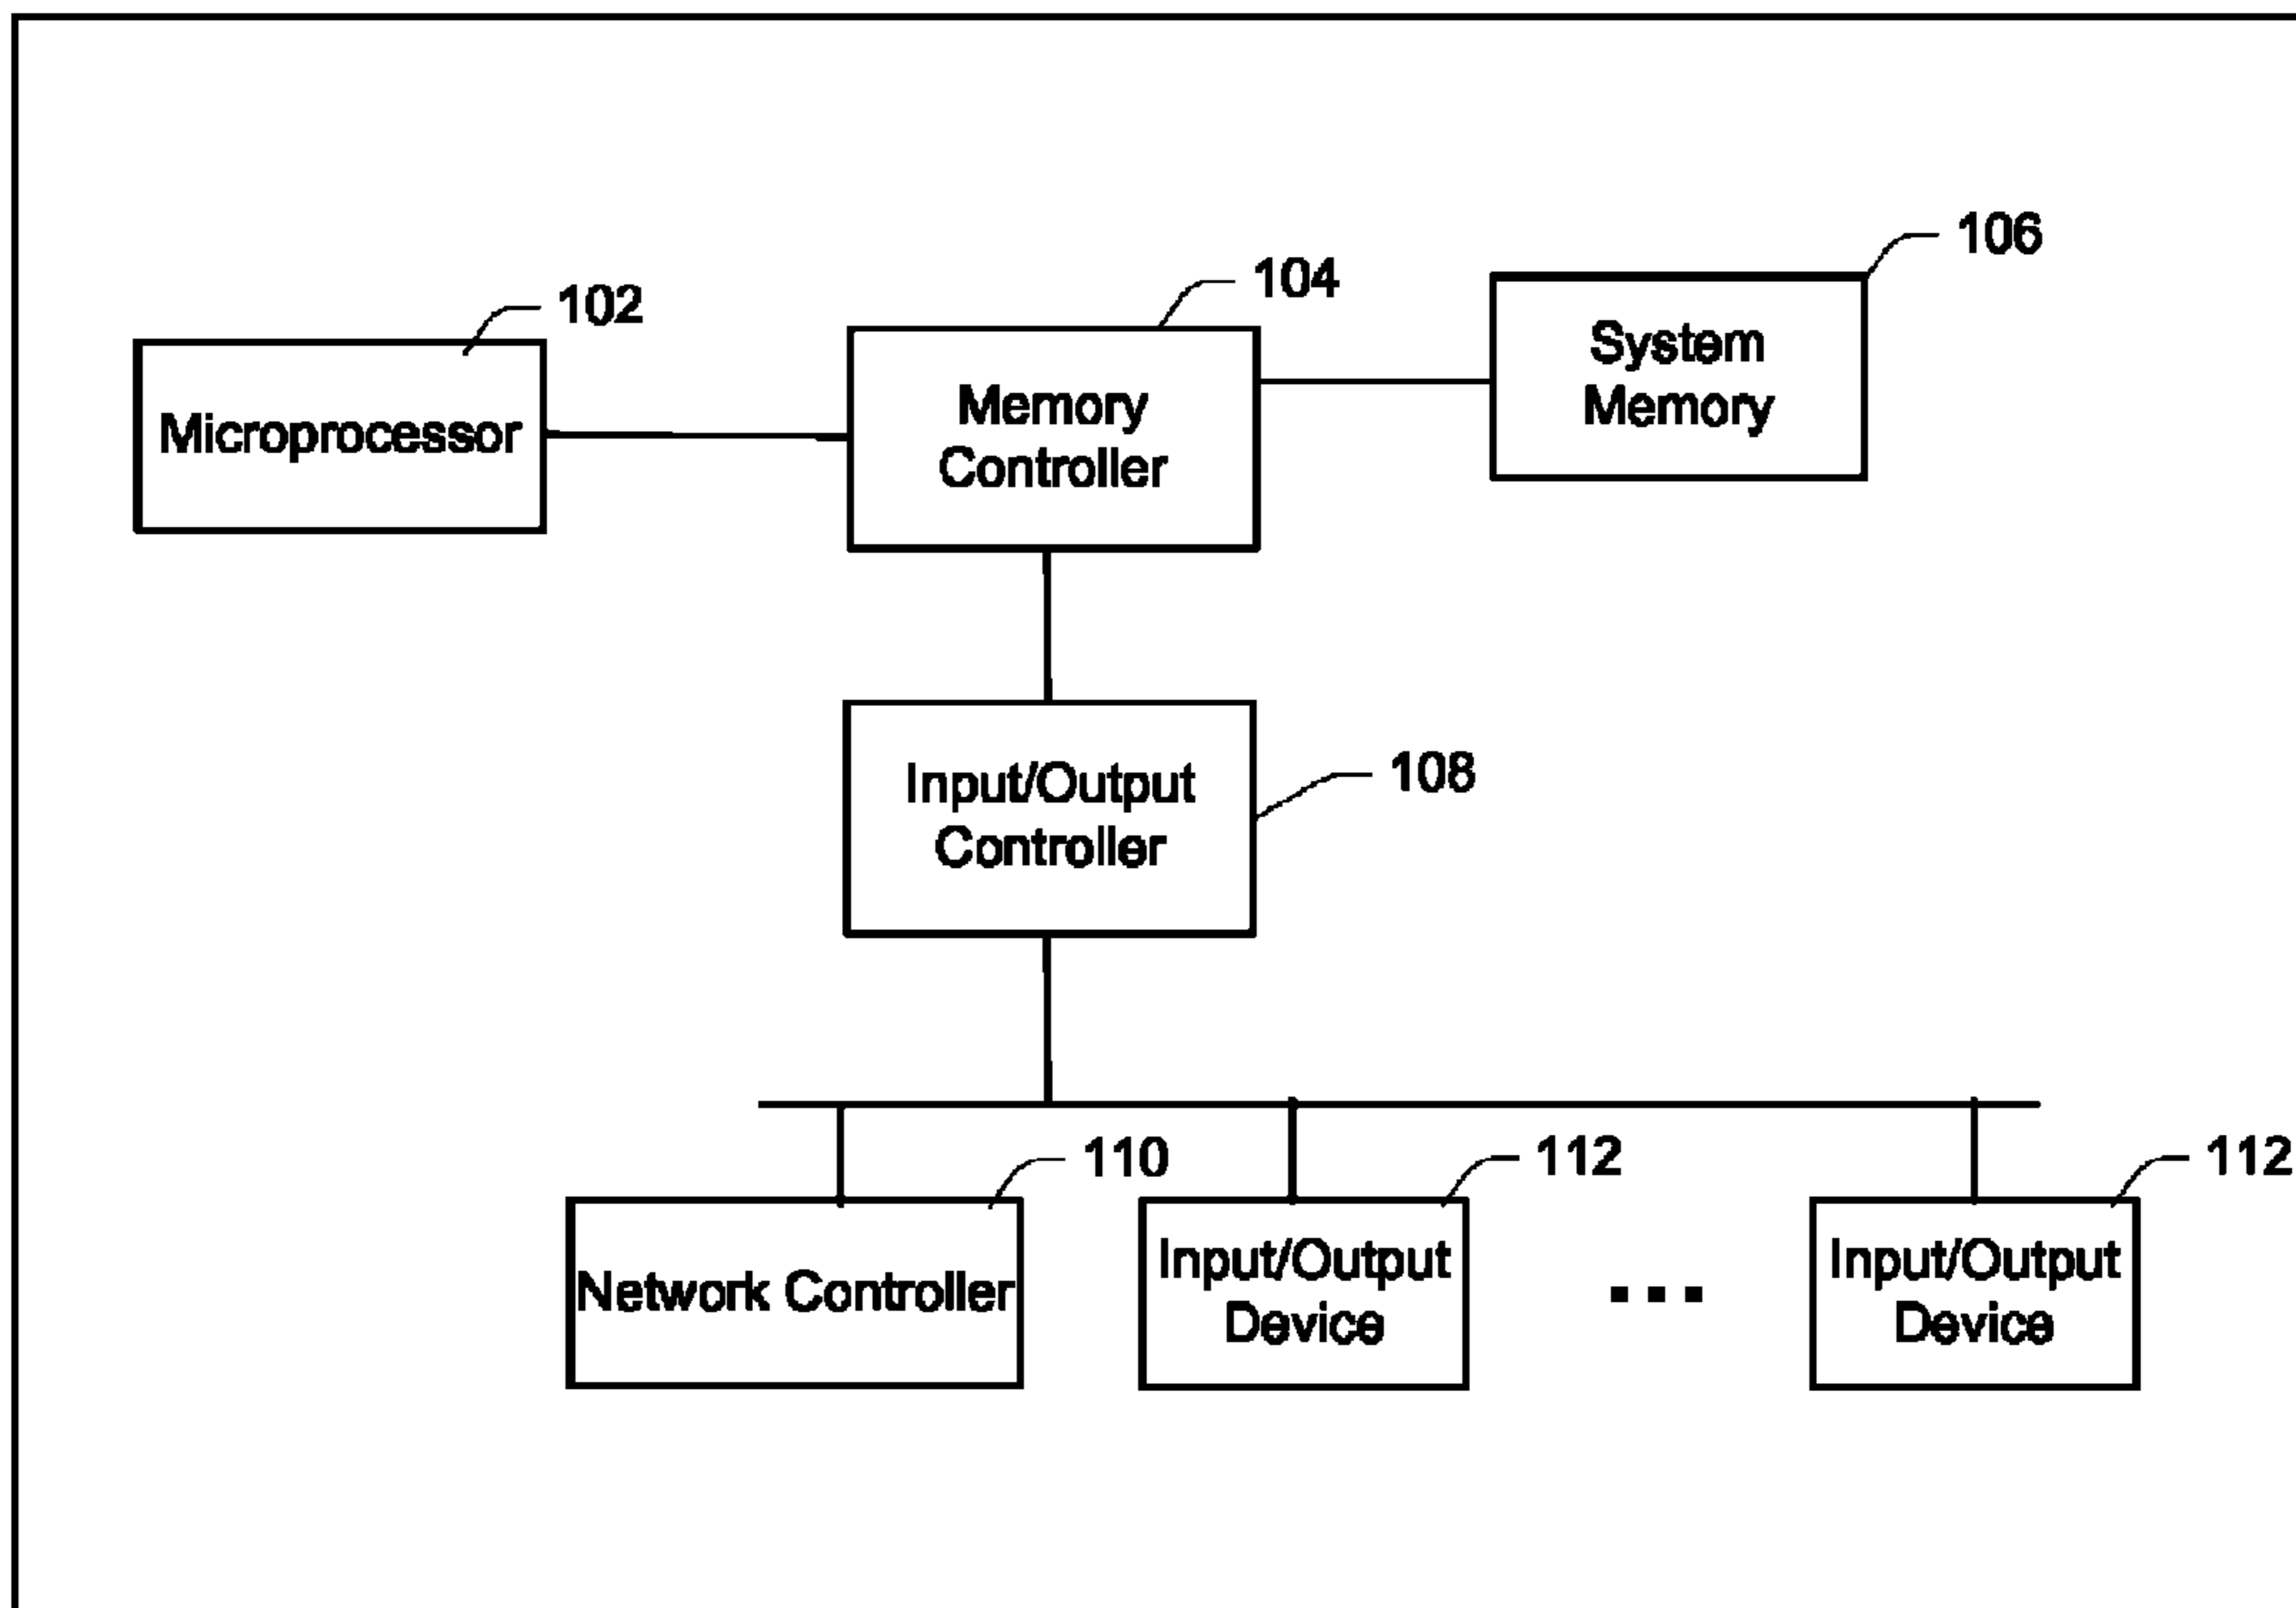 106
104
102
System
Memory
Memory
Controller
Microprocessor
108
Input/Output
Controller
110
112
112
Network Controller
Input/Output
Device
...
Input/Output
Device